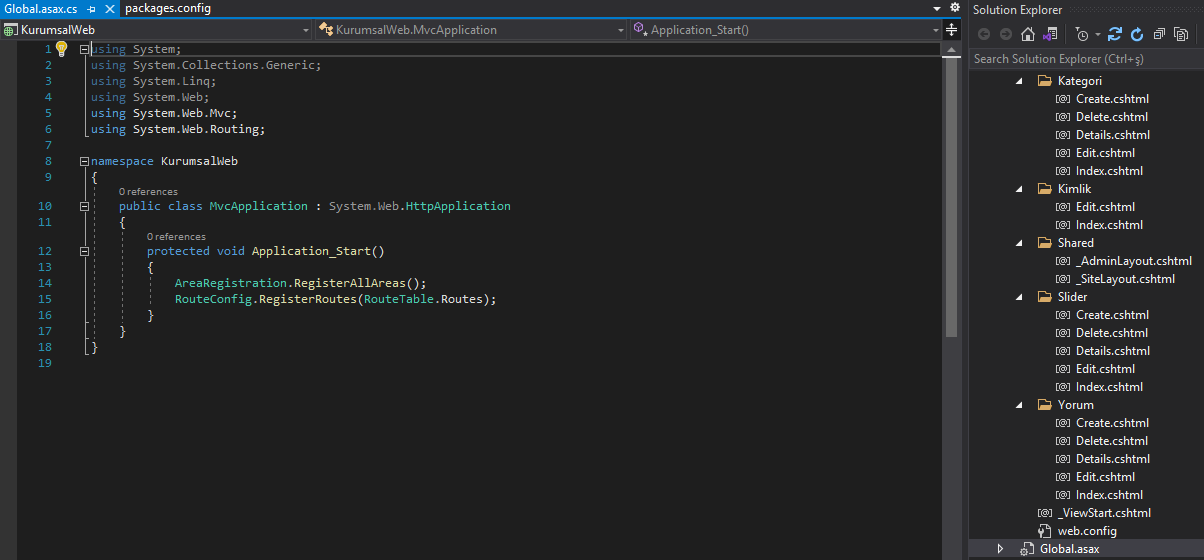 Global.asax.cs
packages.config
KurumsalWeb
KurumsalWeb.MvcApplication
Application_Start()
1 using System;
2 using System.Collections.Generic;
3 using System.Linq;
4 using System.Web;
5 using System.Web.Mvc;
6 using System.Web.Routing;
7
8 namespace KurumsalWeb
9 {
0 references
10 public class MvcApplication : System.Web.HttpApplication
11 {
0 references
12 protected void Application_Start()
13 {
14 AreaRegistration.RegisterAllAreas();
15 RouteConfig.RegisterRoutes(RouteTable.Routes);
16 }
17 }
18 }
19
Solution Explorer
Search Solution Explorer (Ctrl+ş)
Kategori
Create.cshtml
Delete.cshtml
Details.cshtml
Edit.cshtml
Index.cshtml
Kimlik
Edit.cshtml
Index.cshtml
Shared
_AdminLayout.cshtml
_SiteLayout.cshtml
Slider
Create.cshtml
Delete.cshtml
Details.cshtml
Edit.cshtml
Index.cshtml
Yorum
Create.cshtml
Delete.cshtml
Details.cshtml
Edit.cshtml
Index.cshtml
_ViewStart.cshtml
web.config
Global.asax